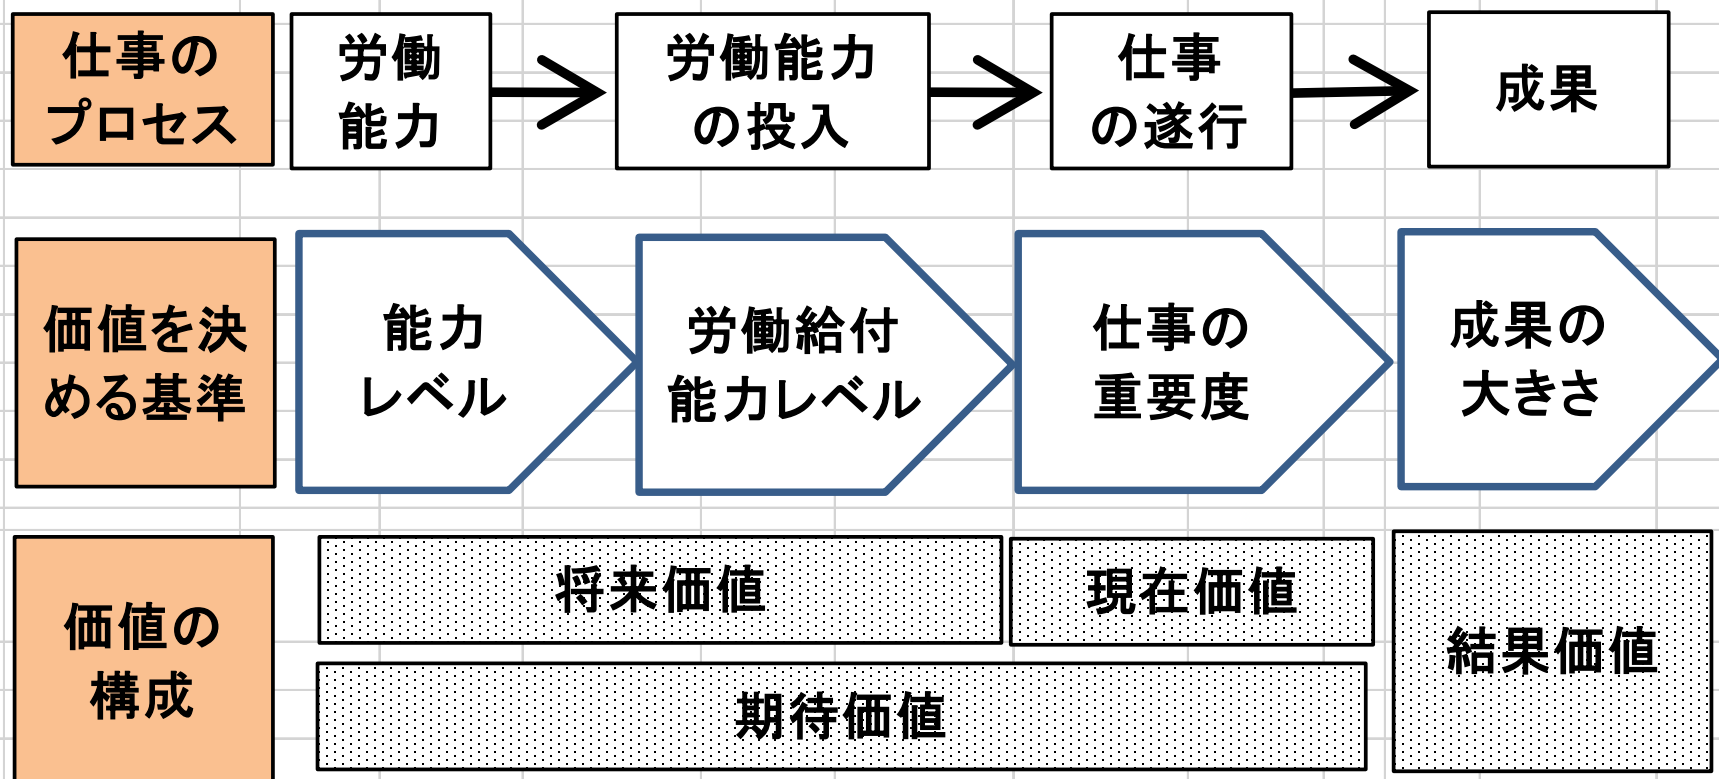 仕事の
プロセス
労働
能力
労働能力
の投入
仕事
の遂行
成果
価値を決
める基準
能力
レベル
労働給付
能力レベル
仕事の
重要度
成果の
大きさ
価値の
構成
将来価値
現在価値
結果価値
期待価値